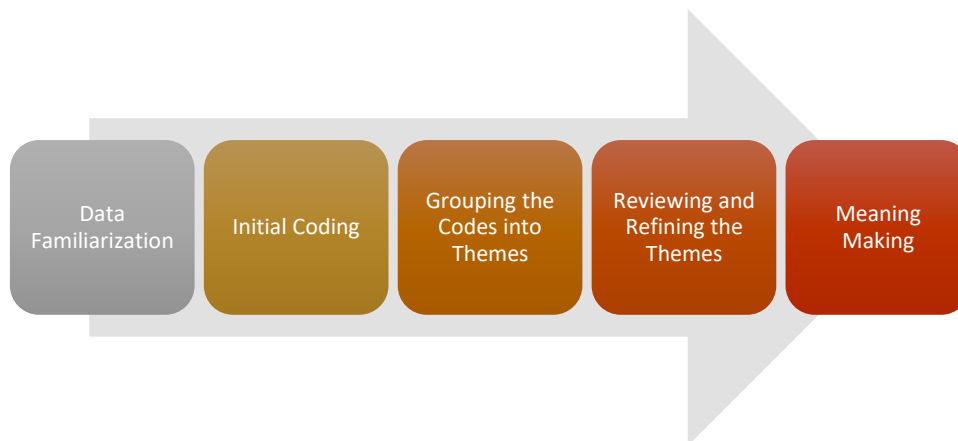 Data
Familiarization
Initial Coding
Grouping the
Codes into
Themes
Reviewing and
Refining the
Themes
Meaning
Making